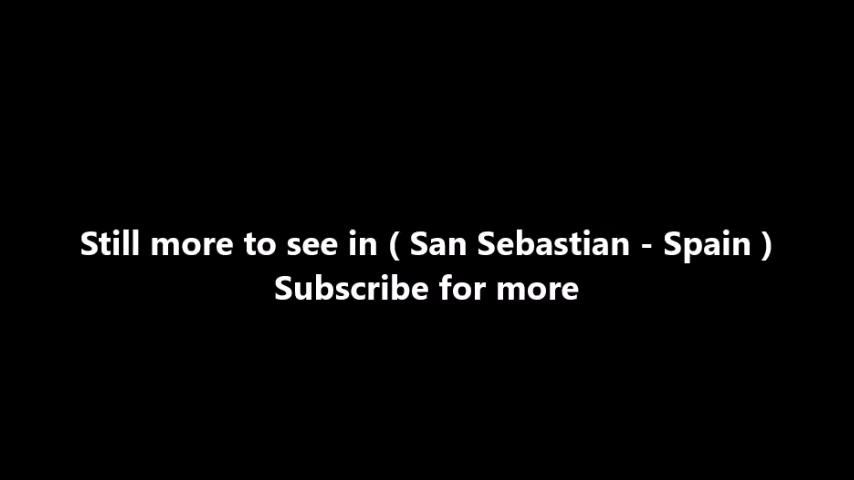 Still more to see in ( San Sebastian - Spain )
Subscribe for more